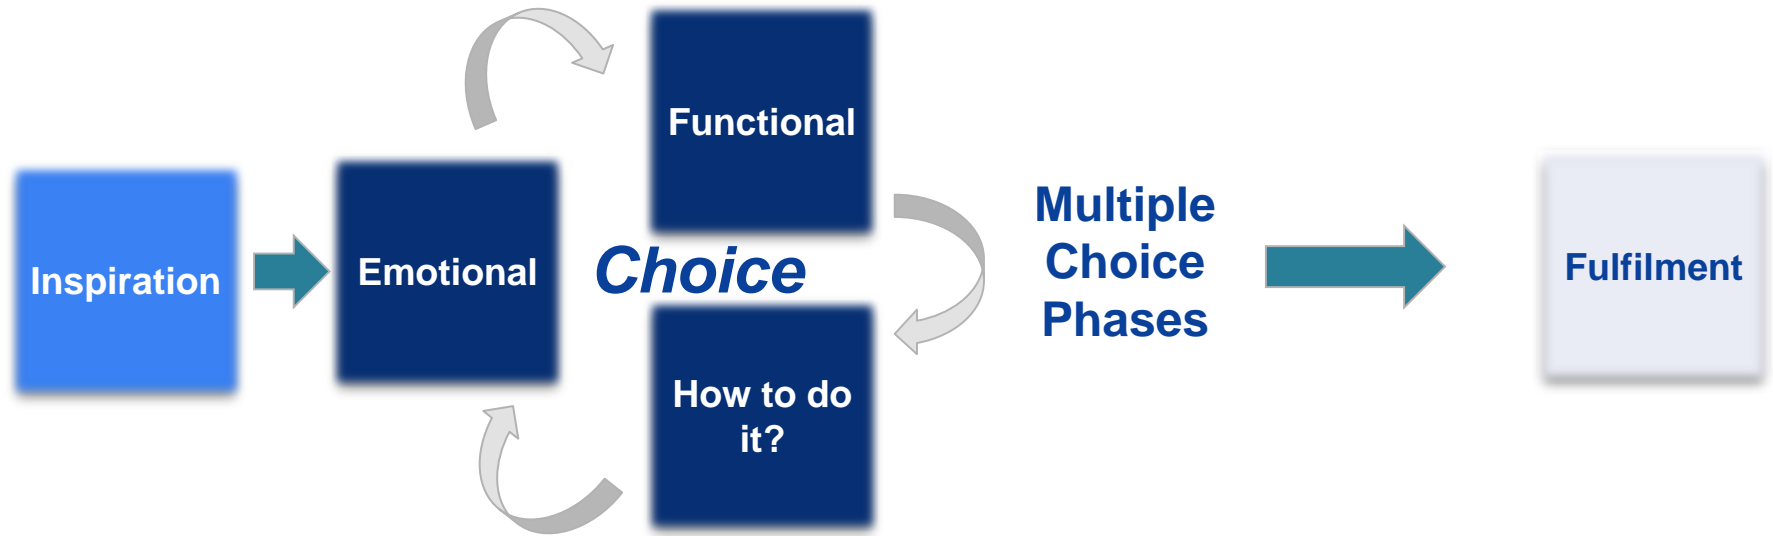 Inspiration
Emotional
Functional
Choice
How to do
it?
Multiple
Choice
Phases
Fulfilment